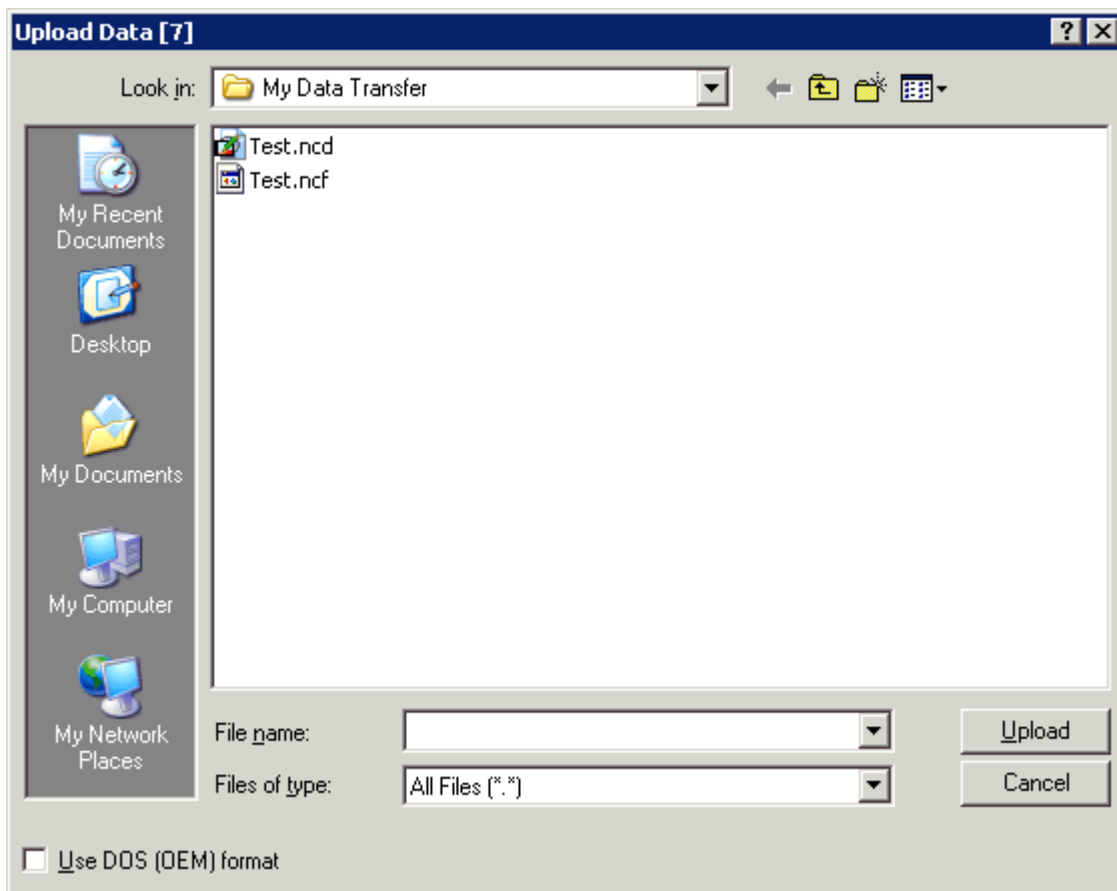 Upload Data [7]
Look in: My Data Transfer
My Recent
Documents
Desktop
My Documents
My Computer
My Network
Places
Test.ncd
Test.ncf
File name:
Upload
Files of type: All Files (*.*)
Cancel
Use DOS (OEM) format